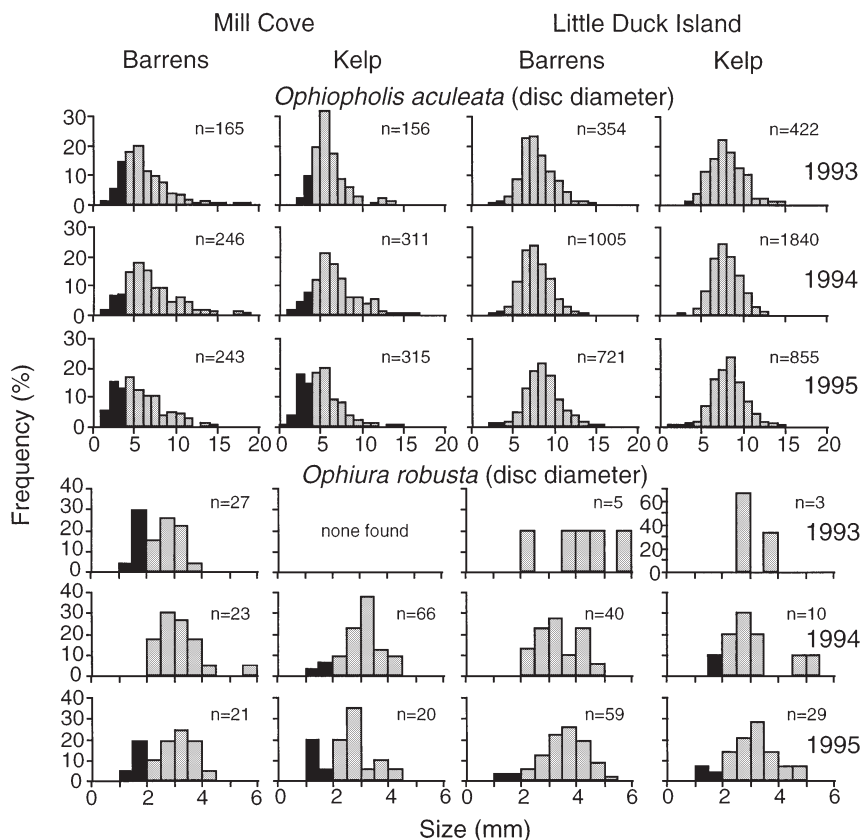 Mill Cove Little Duck Island
Barrens Kelp Barrens Kelp
Ophiopholis aculeata (disc diameter)
30 n=165 n=156 n=354 n=422
20 1993
10
0
30 n=246 n=311 n=1005 n=1840
20 1994
10
0
30 n=243 n=315 n=721 n=855
20 1995
10
0
0 5 10 15 20 0 5 10 15 20 0 5 10 15 20 0 5 10 15 20
Frequency (%)
Ophiura robusta (disc diameter)
40 n=27 none found n=5 60 n=3
30 40 1993
20 20
10 0
0
40 n=23 n=66 n=40 n=10
30 1994
20
10
0
40 n=21 n=20 n=59 n=29
30 1995
20
10
0
0 2 4 6 0 2 4 6 0 2 4 6 0 2 4 6
Size (mm)